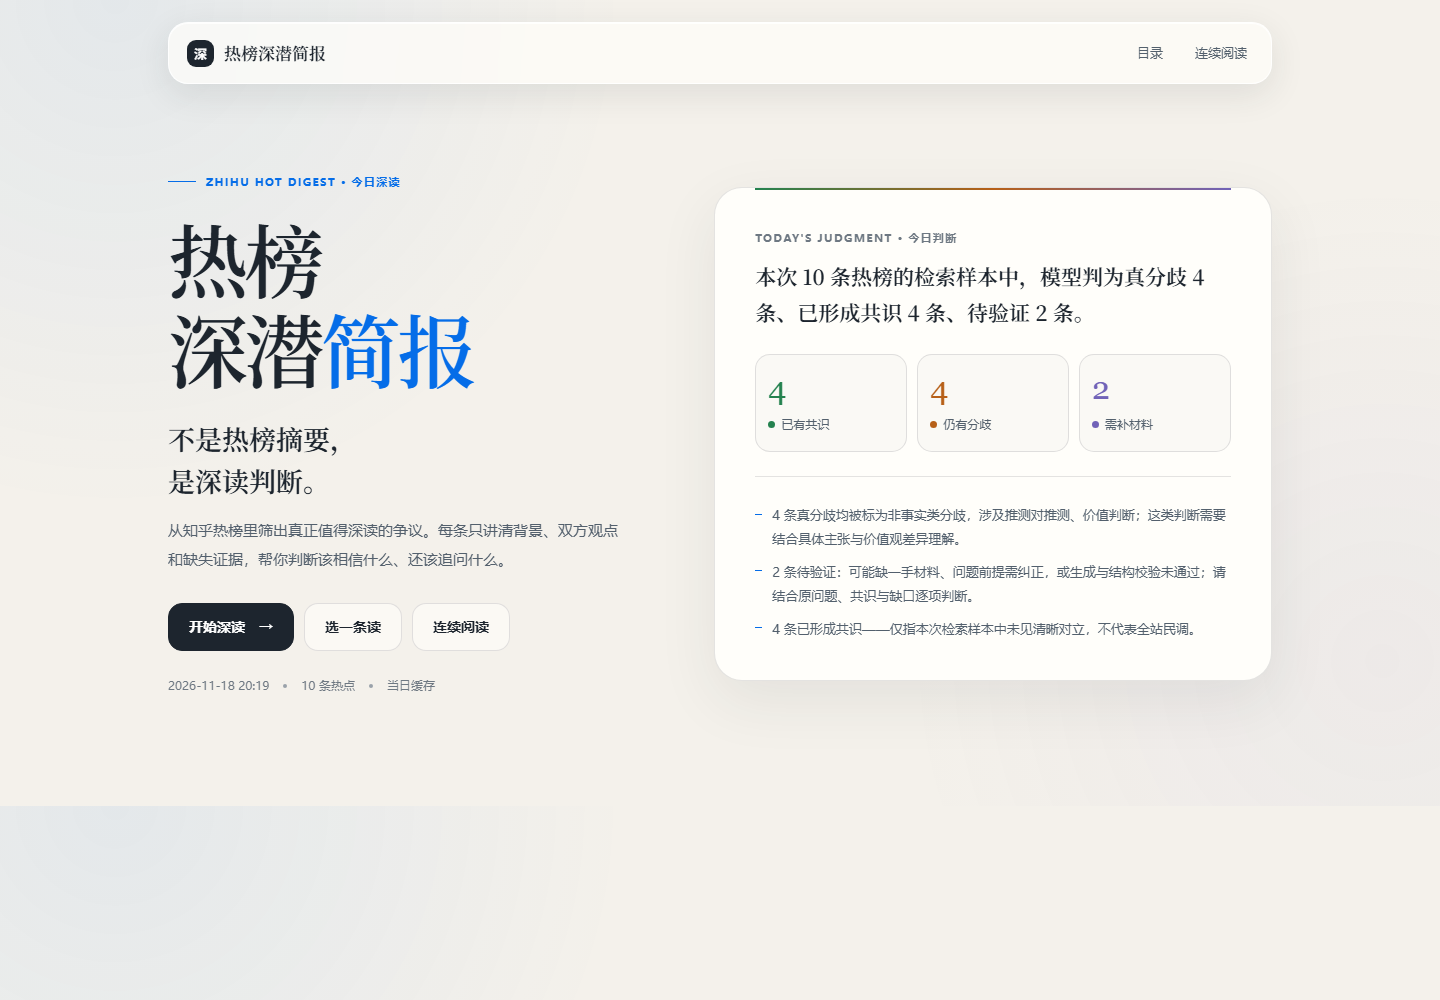 深 热榜深潜简报
目录 连续阅读
ZHIHU HOT DIGEST • 今日深读
热榜
深潜简报
不是热榜摘要，
是深读判断。
从知乎热榜里筛出真正值得深读的争议。每条只讲清背景、双方观点
和缺失证据，帮你判断该相信什么、还该追问什么。
开始深读 → 选一条读 连续阅读
2026-11-18 20:19 • 10 条热点 • 当日缓存
TODAY'S JUDGMENT • 今日判断
本次 10 条热榜的检索样本中，模型判为真分歧 4
条、已形成共识 4 条、待验证 2 条。
4
已有共识
4
仍有分歧
2
需补材料
4 条真分歧均被标为非事实类分歧，涉及推测对推测、价值判断；这类判断需要
结合具体主张与价值观差异理解。
2 条待验证：可能缺一手材料、问题前提需纠正，或生成与结构校验未通过；请
结合原问题、共识与缺口逐项判断。
4 条已形成共识——仅指本次检索样本中未见清晰对立，不代表全站民调。